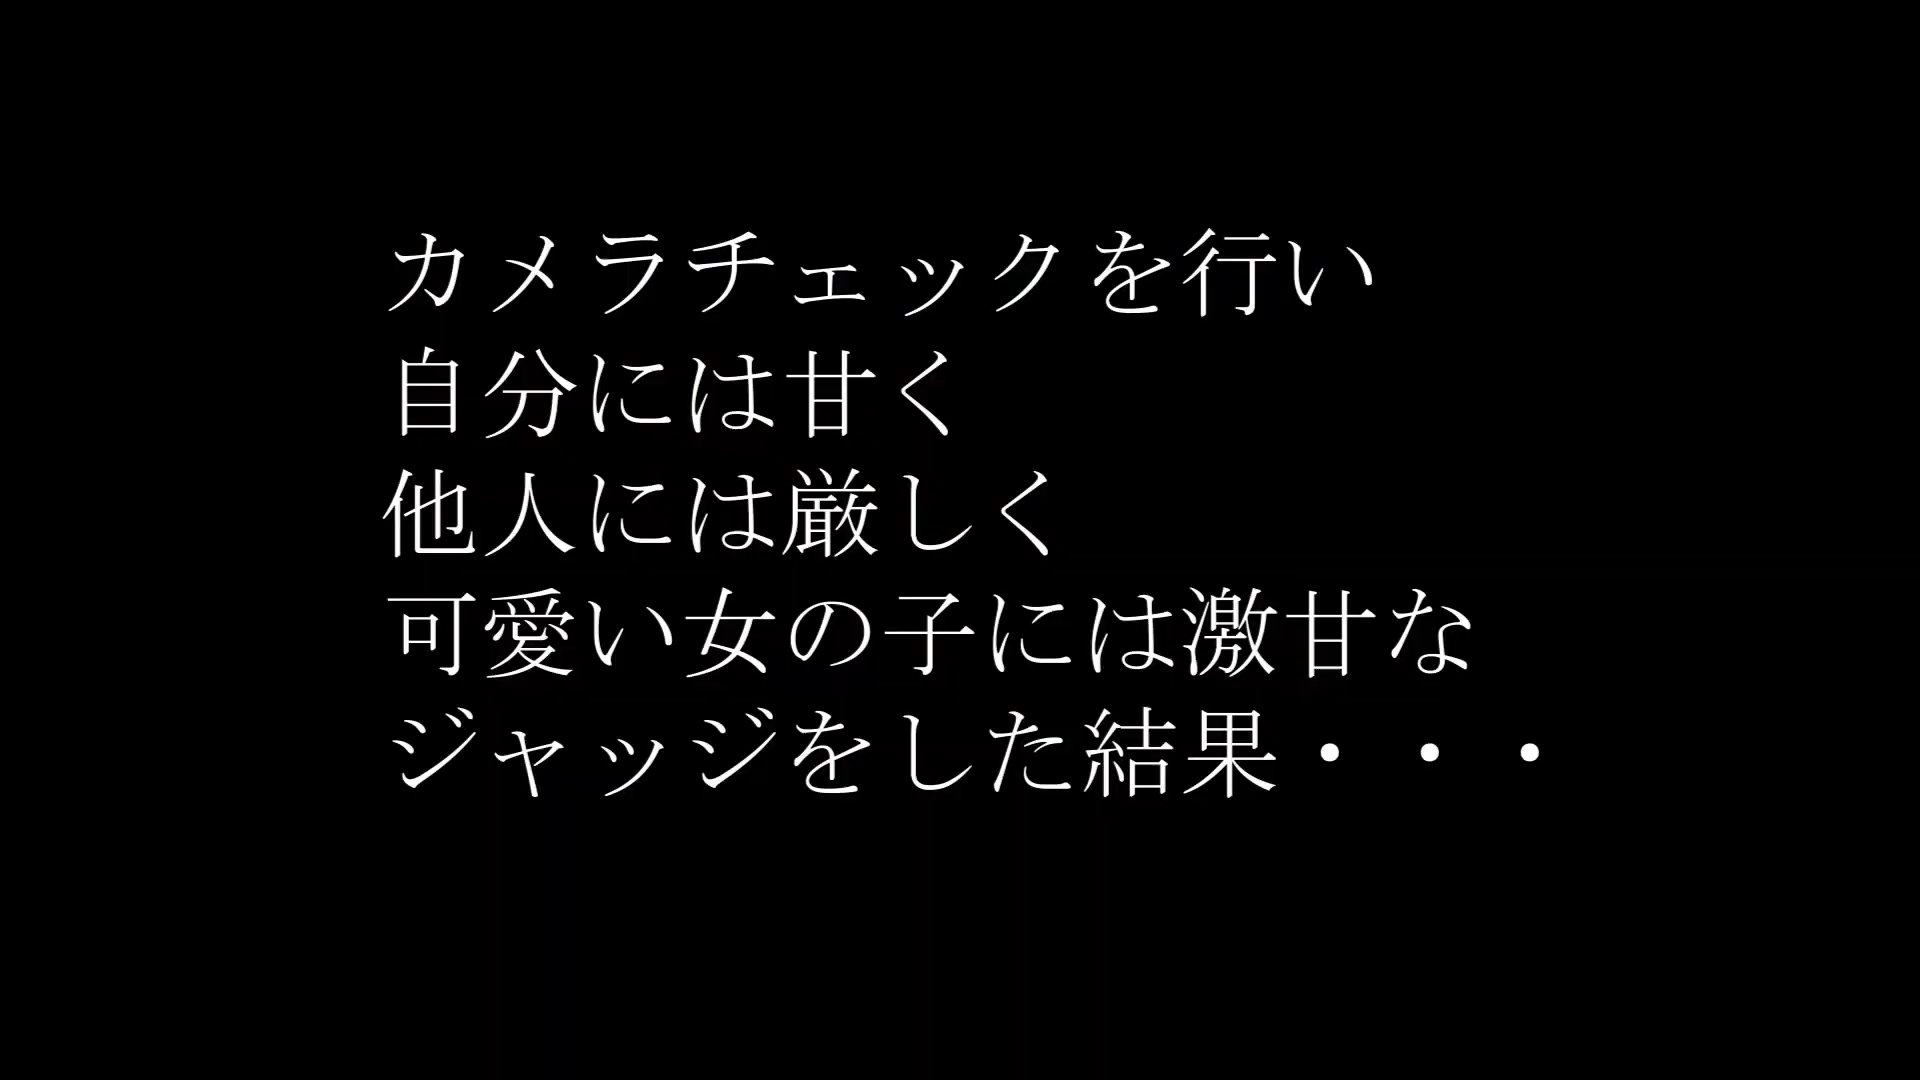 カメラチェックを行い
自分には甘く
他人には厳しく
可愛い女の子には激甘な
ジャッジをした結果・・・